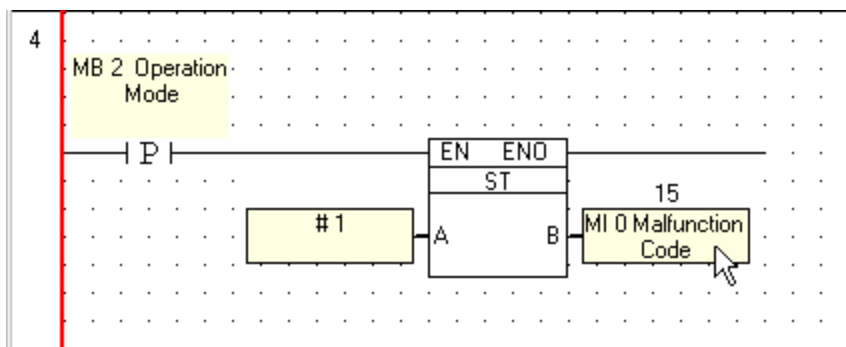 4
MB 2 Operation
Mode
P
EN ENO
ST
15
# 1
A
B
MI 0 Malfunction
Code